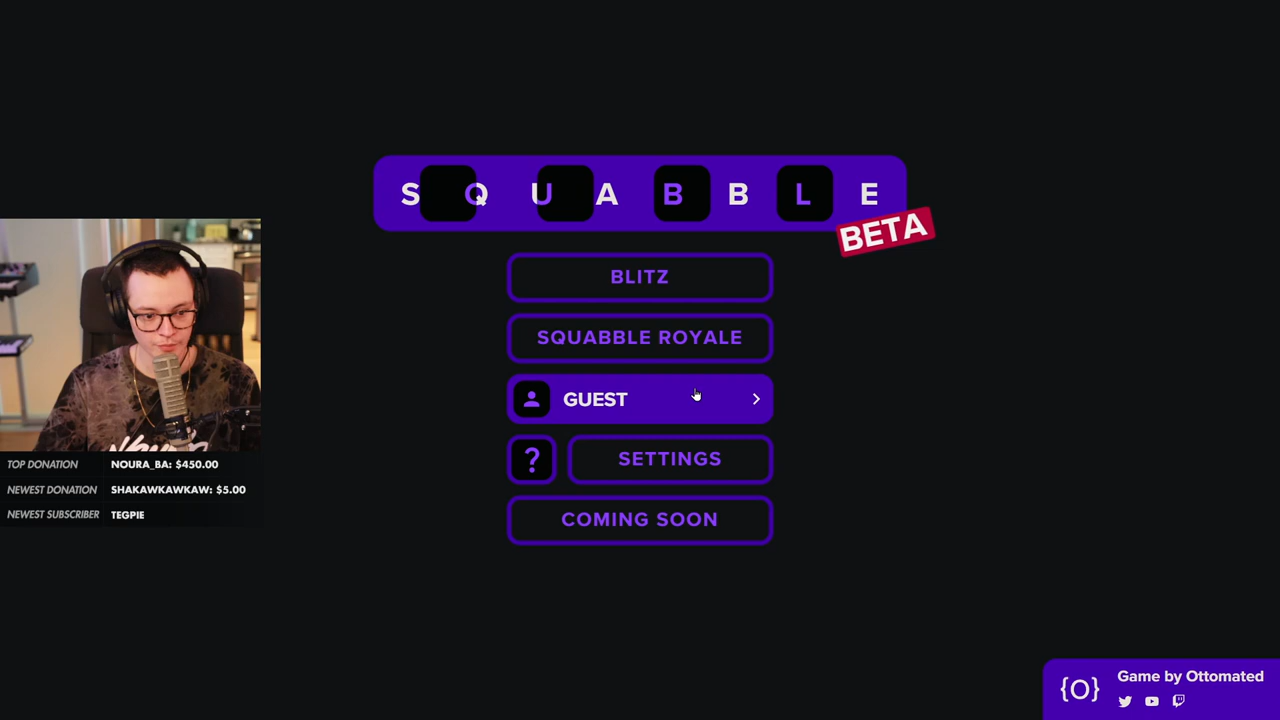 SQUABBLE
BETA
BLITZ
SQUABBLE ROYALE
GUEST
?
SETTINGS
COMING SOON
TOP DONATION NOURA_BA: $450.00
NEWEST DONATION SHAKAWKAWKAW: $5.00
NEWEST SUBSCRIBER TEGPIE
{O}
Game by Ottomated